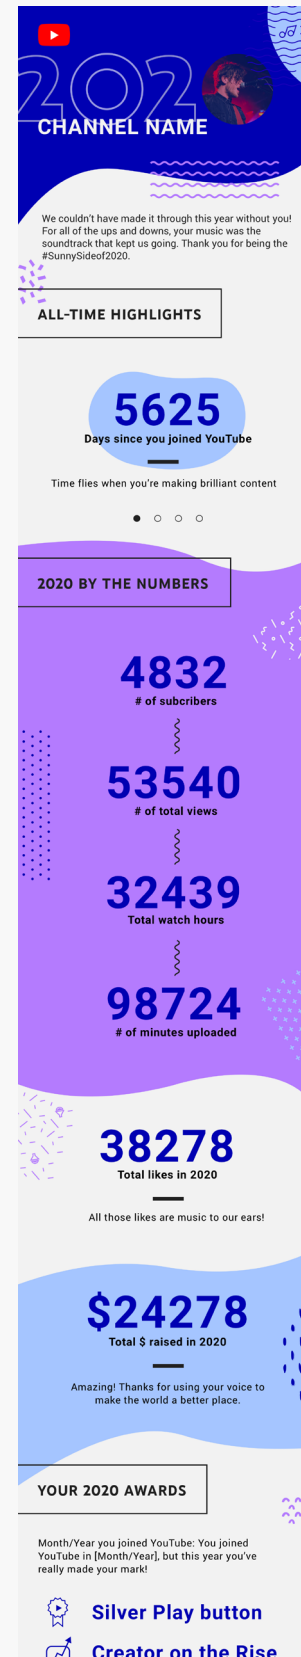 202
CHANNEL NAME
We couldn't have made it through this year without you!
For all of the ups and downs, your music was the
soundtrack that kept us going. Thank you for being the
#SunnySideof2020.
ALL-TIME HIGHLIGHTS
5625
Days since you joined YouTube
Time flies when you're making brilliant content
2020 BY THE NUMBERS
4832
# of subcribers
53540
# of total views
32439
Total watch hours
98724
# of minutes uploaded
38278
Total likes in 2020
All those likes are music to our ears!
$24278
Total $ raised in 2020
Amazing! Thanks for using your voice to
make the world a better place.
YOUR 2020 AWARDS
Month/Year you joined YouTube: You joined
YouTube in [Month/Year], but this year you've
really made your mark!
Silver Play button
Creator on the Rise